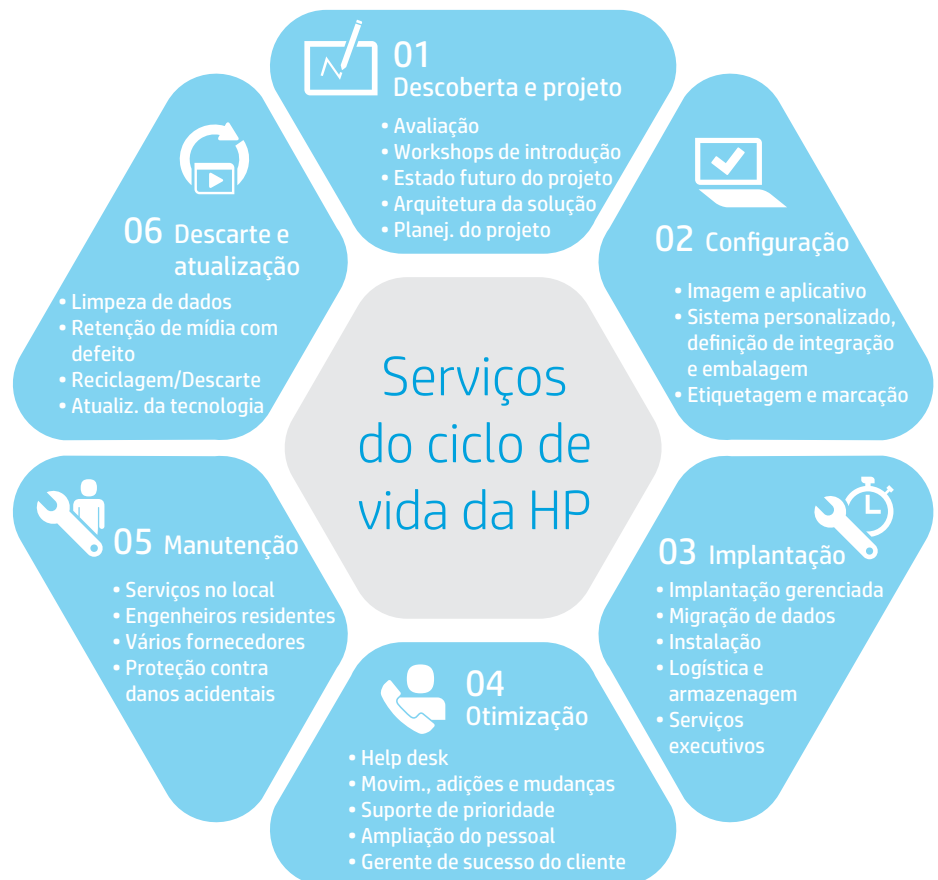 Serviços
do ciclo de
vida da HP
01
Descoberta e projeto
• Avaliação
• Workshops de introdução
• Estado futuro do projeto
• Arquitetura da solução
• Planej. do projeto
02 Configuração
• Imagem e aplicativo
• Sistema personalizado,
definição de integração
e embalagem
• Etiquetagem e marcação
03 Implantação
• Implantação gerenciada
• Migração de dados
• Instalação
• Logística e
armazenagem
• Serviços
executivos
04
Otimização
• Help desk
• Movim., adições e mudanças
• Suporte de prioridade
• Ampliação do pessoal
• Gerente de sucesso do cliente
05 Manutenção
• Serviços no local
• Engenheiros residentes
• Vários fornecedores
• Proteção contra
danos acidentais
06 Descarte e
atualização
• Limpeza de dados
• Retenção de mídia com
defeito
• Reciclagem/Descarte
• Atualiz. da tecnologia